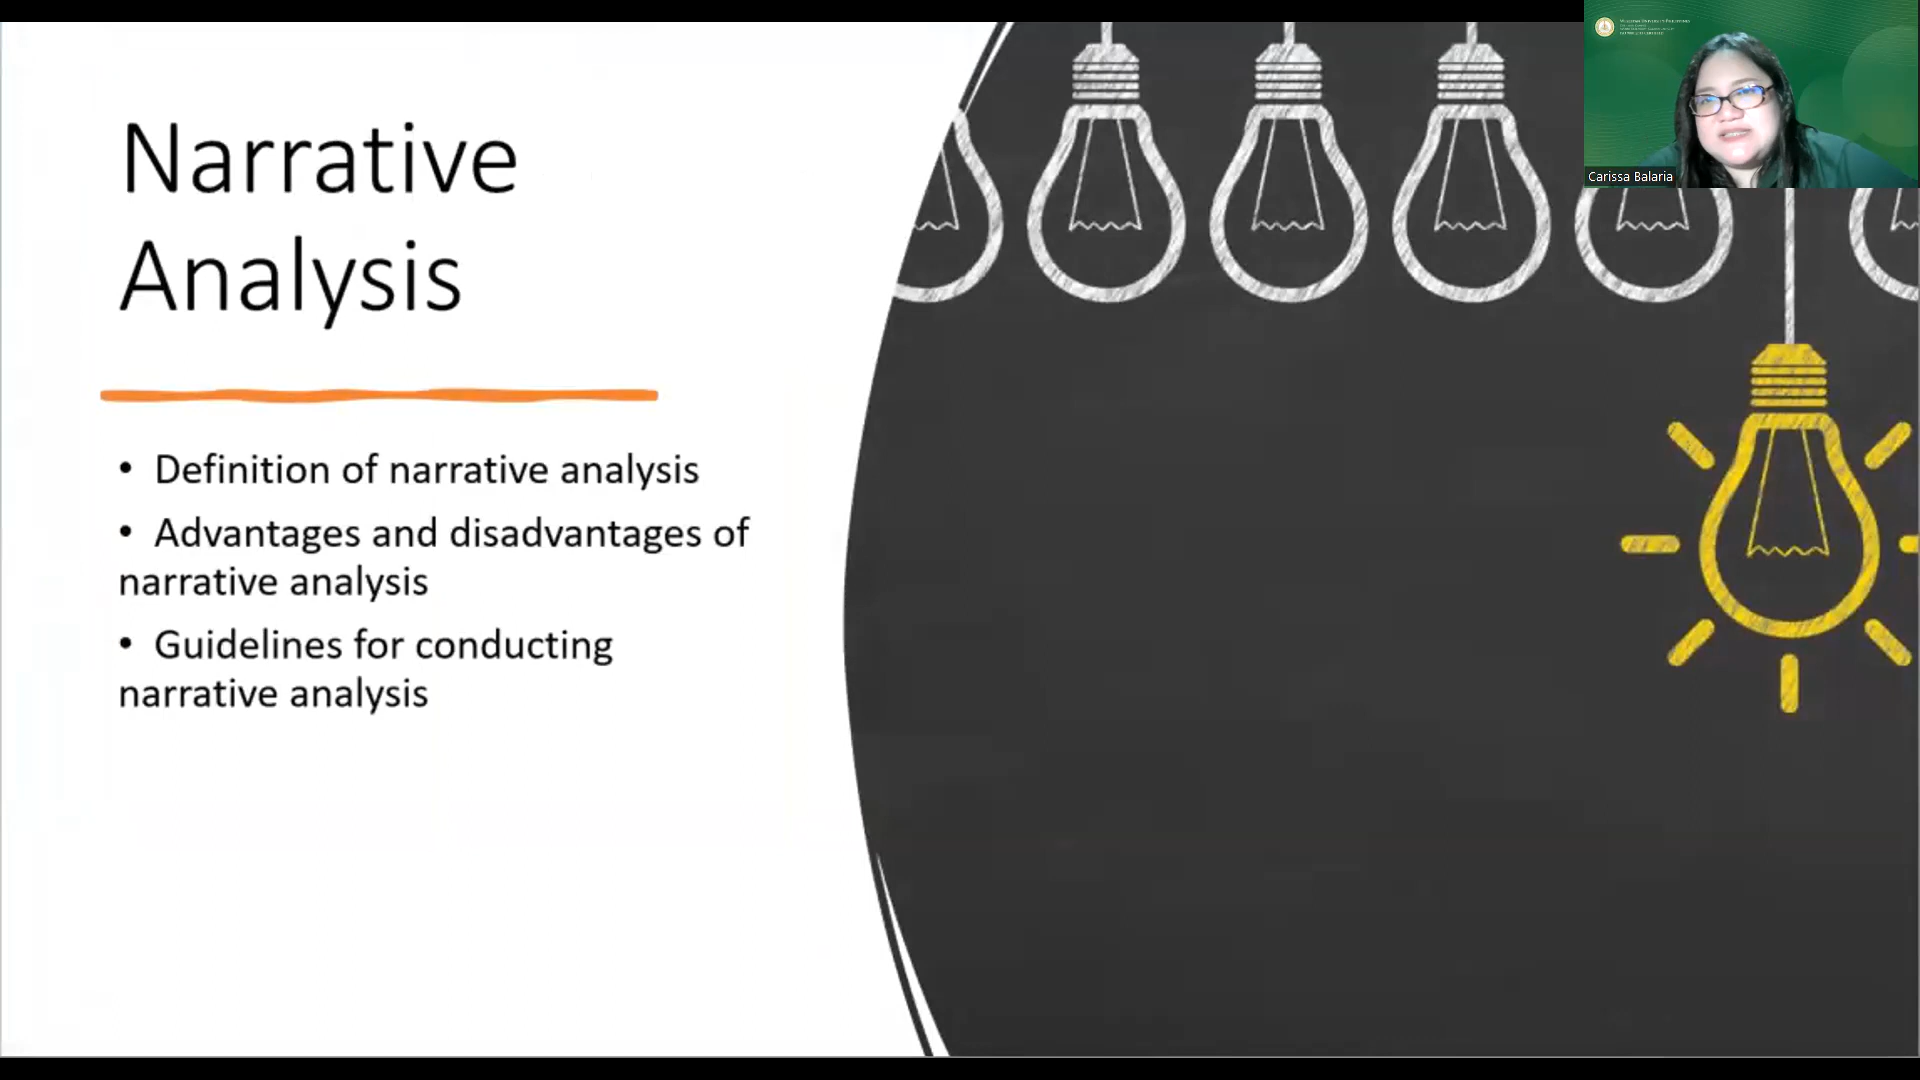 Narrative
Analysis
• Definition of narrative analysis
• Advantages and disadvantages of
narrative analysis
• Guidelines for conducting
narrative analysis
Carissa Balaria